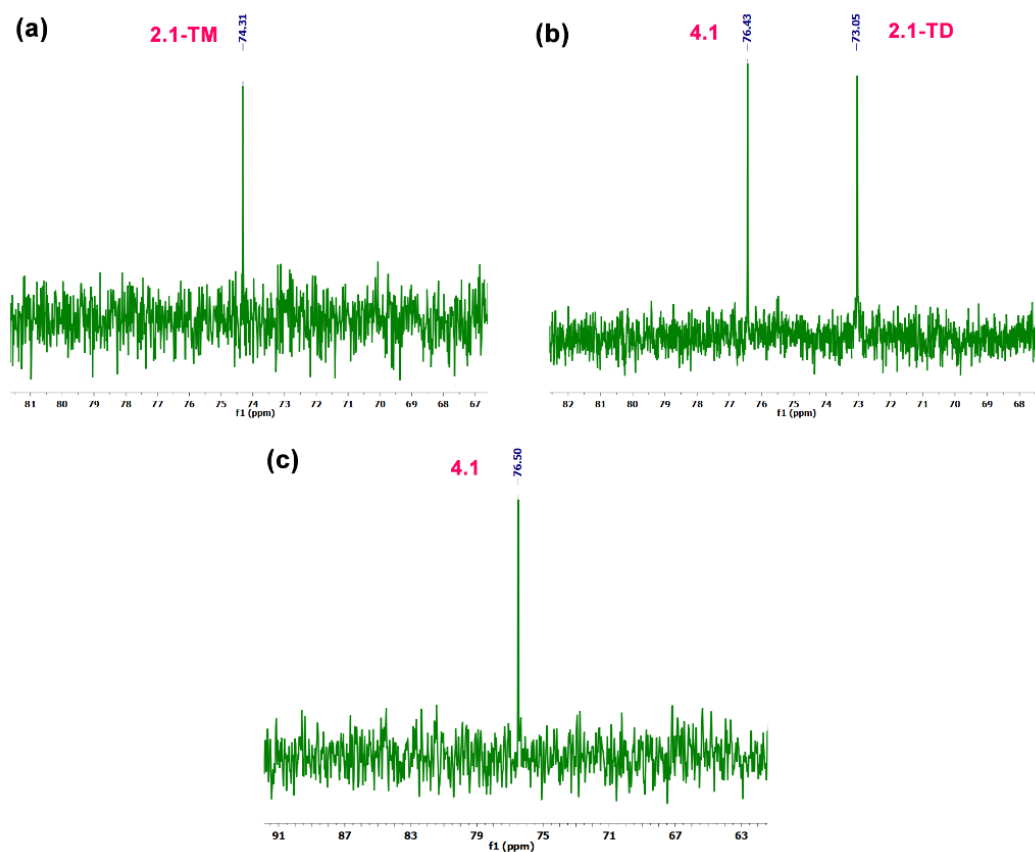 (a)
2.1-TM
74.31
81 80 79 78 77 76 75 74 73 72 71 70 69 68 67
f1 (ppm)
(b)
4.1
76.43
73.05
2.1-TD
82 81 80 79 78 77 76 75 74 73 72 71 70 69 68
f1 (ppm)
(c)
4.1
76.50
91 87 83 79 75 71 67 63
f1 (ppm)